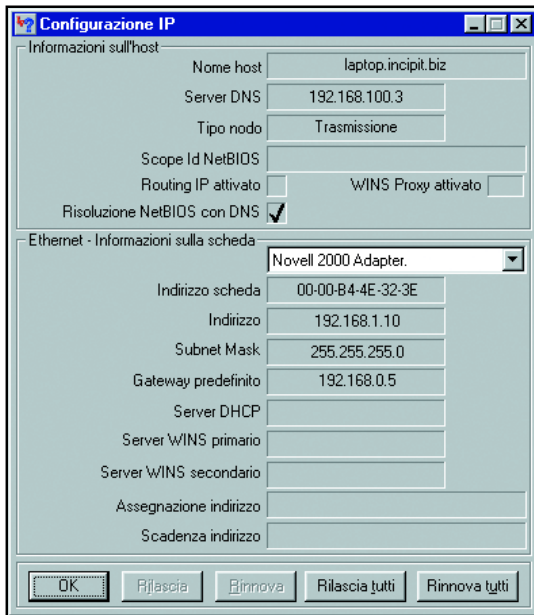 Configurazione IP
Informazioni sull'host
Nome host laptop.incipit.biz
Server DNS 192.168.100.3
Tipo nodo Trasmissione
Scope Id NetBIOS
Routing IP attivato WINS Proxy attivato
Risoluzione NetBIOS con DNS
Ethernet - Informazioni sulla scheda
Novell 2000 Adapter.
Indirizzo scheda 00-00-B4-4E-32-3E
Indirizzo 192.168.1.10
Subnet Mask 255.255.255.0
Gateway predefinito 192.168.0.5
Server DHCP
Server WINS primario
Server WINS secondario
Assegnazione indirizzo
Scadenza indirizzo
OK Rilascia Rinnova Rilascia tutti Rinnova tutti